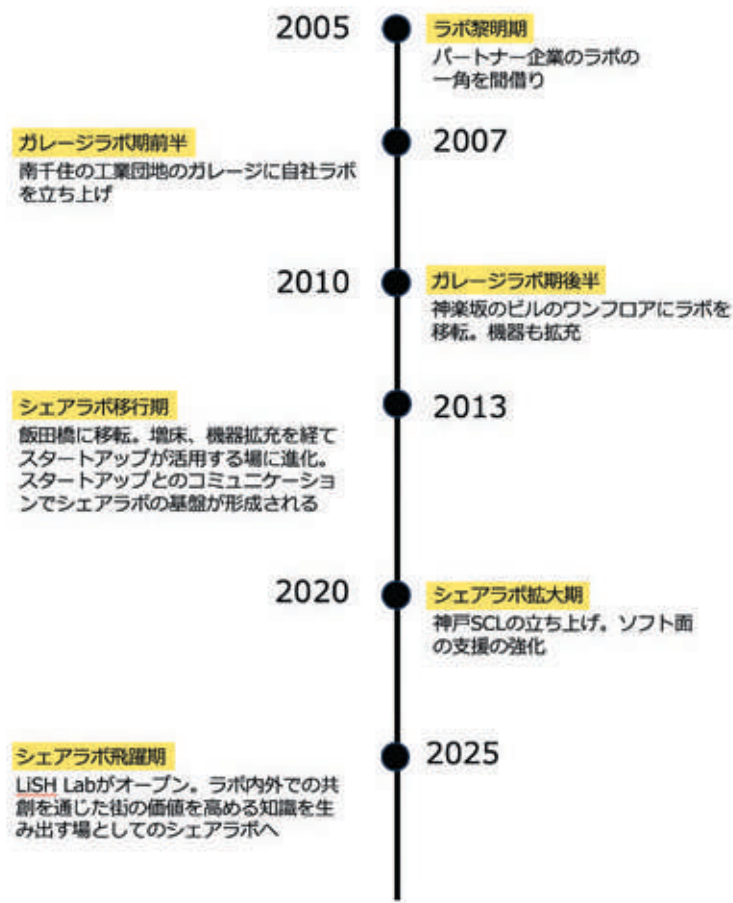 2005
ラボ黎明期
パートナー企業のラボの
一角を間借り
2007
ガレージラボ期前半
南千住の工業団地のガレージに自社ラボ
を立ち上げ
2010
ガレージラボ期後半
神楽坂のビルのワンフロアにラボを
移転。機器も拡充
2013
シェアラボ移行期
飯田橋に移転。増床、機器拡充を経て
スタートアップが活用する場に進化。
スタートアップとのコミュニケーショ
ンでシェアラボの基盤が形成される
2020
シェアラボ拡大期
神戸SCLの立ち上げ。ソフト面
の支援の強化
2025
シェアラボ飛躍期
LiSH Labがオープン。ラボ内外での共
創を通じた街の価値を高める知識を生
み出す場としてのシェアラボへ